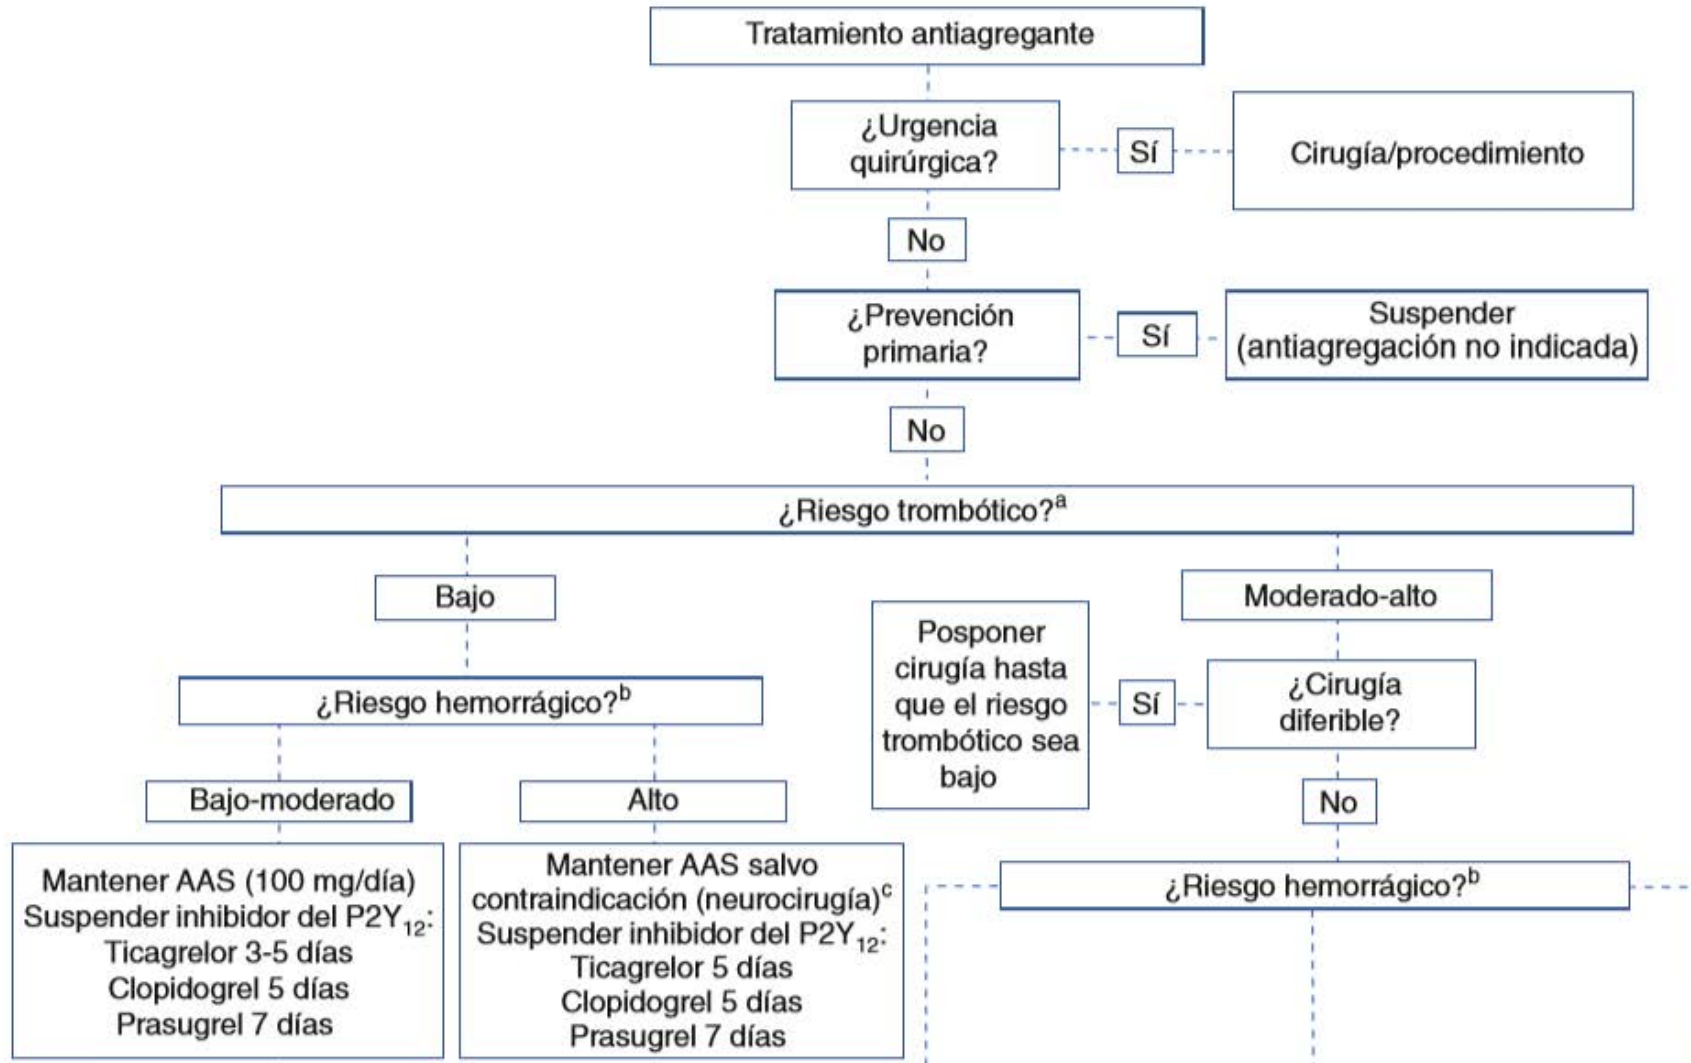 Tratamiento antiagregante
¿Urgencia
quirúrgica?
Sí
Cirugía/procedimiento
No
¿Prevención
primaria?
Sí
Suspender
(antiagregación no indicada)
No
¿Riesgo trombótico?a
Bajo
Moderado-alto
¿Riesgo hemorrágico?b
Posponer
cirugía hasta
que el riesgo
trombótico sea
bajo
Sí
¿Cirugía
diferible?
Bajo-moderado
Alto
No
Mantener AAS (100 mg/día)
Suspender inhibidor del P2Y12:
Ticagrelor 3-5 días
Clopidogrel 5 días
Prasugrel 7 días
Mantener AAS salvo
contraindicación (neurocirugía)c
Suspender inhibidor del P2Y12:
Ticagrelor 5 días
Clopidogrel 5 días
Prasugrel 7 días
¿Riesgo hemorrágico?b